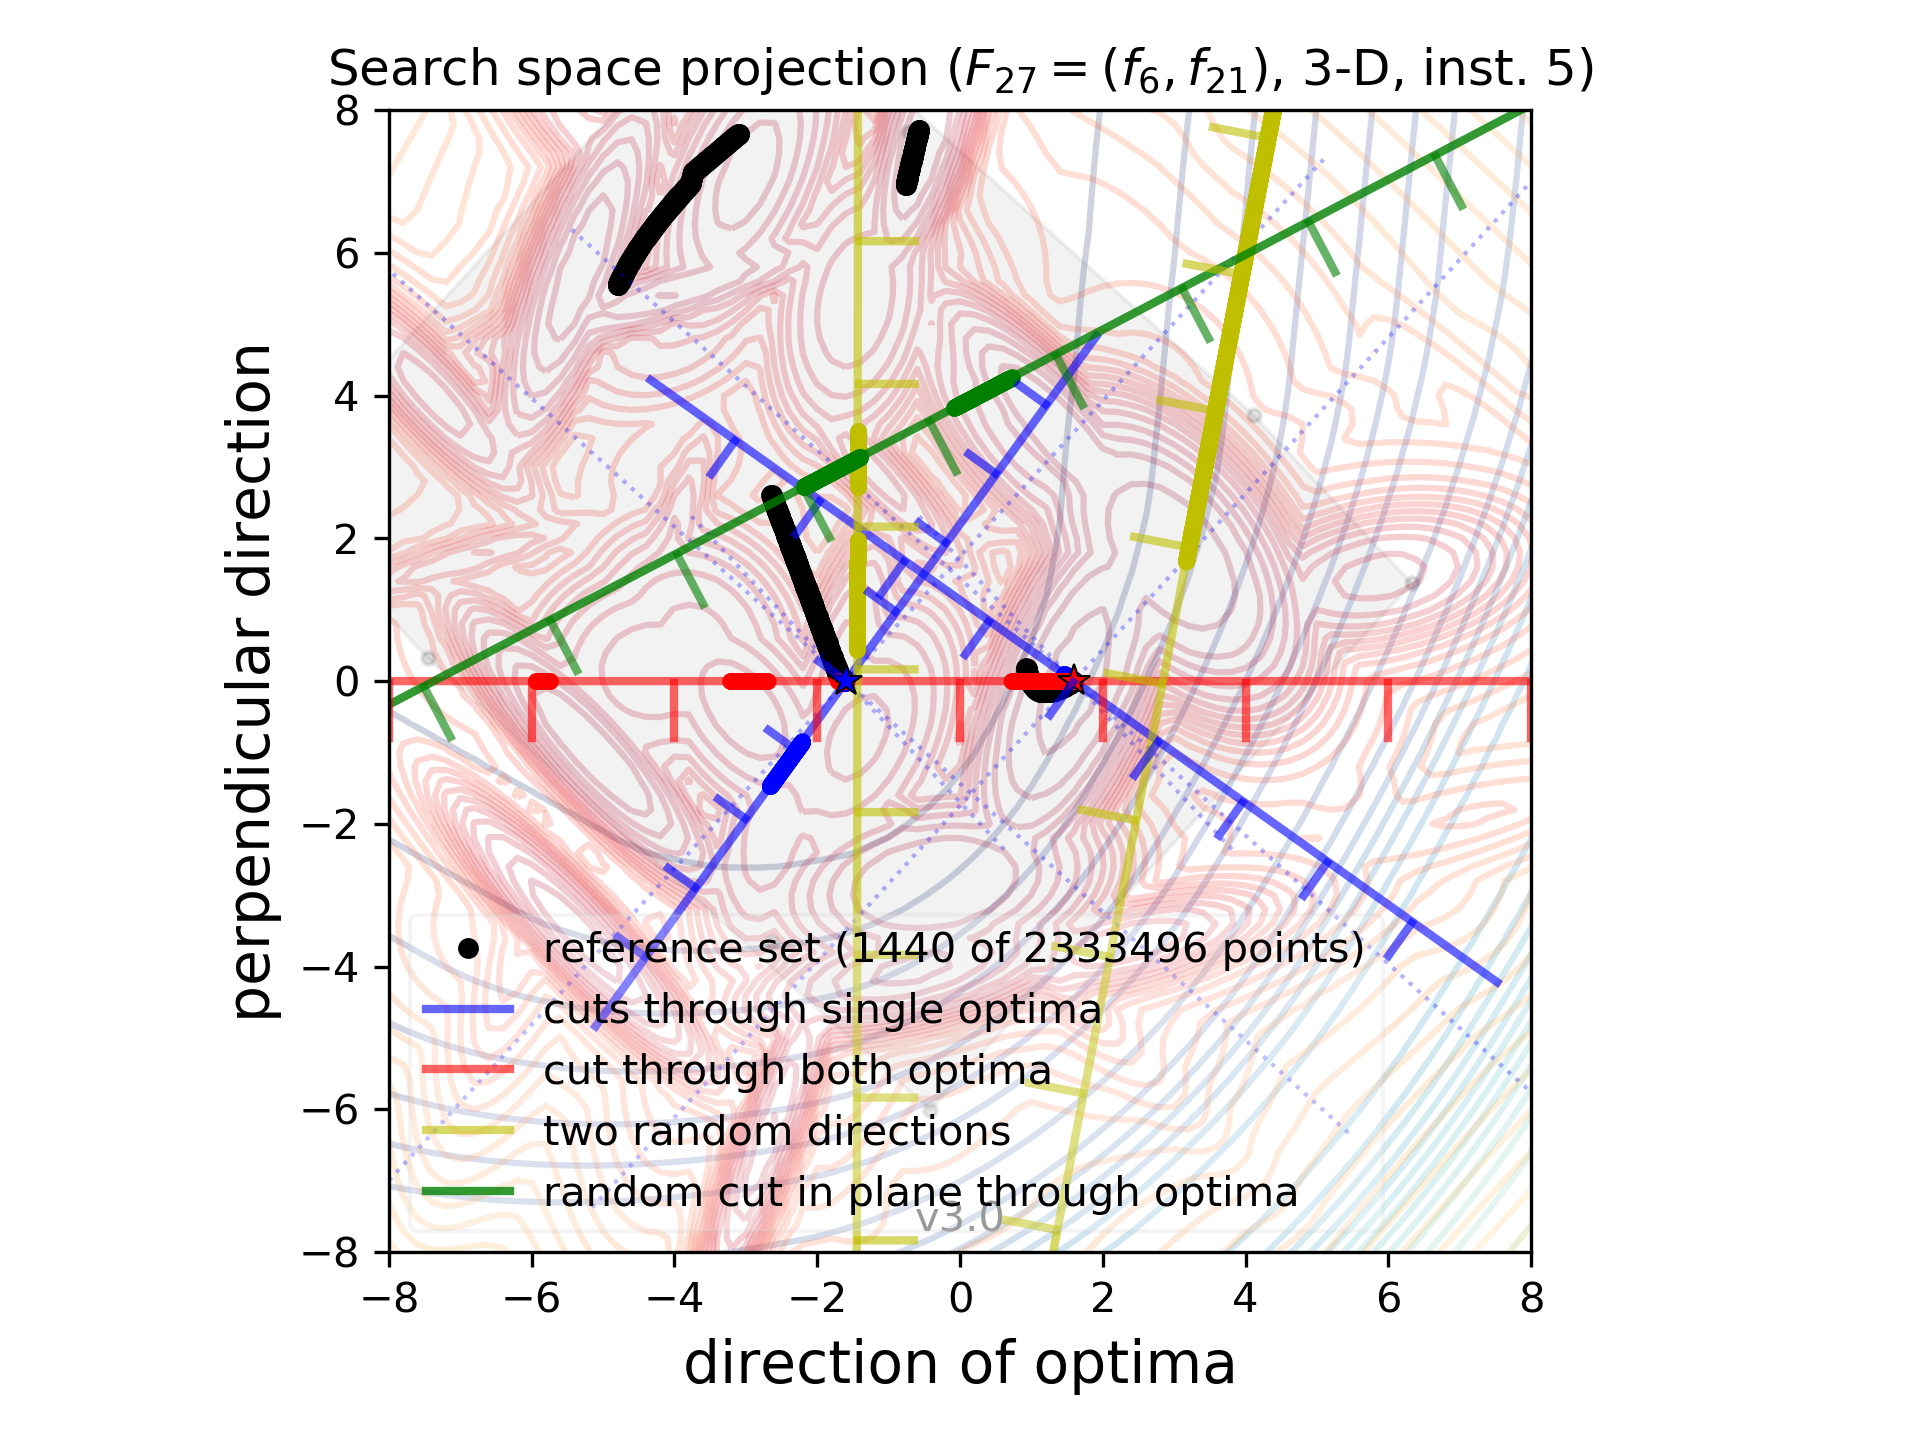 Search space projection (F27 = (f6, f21), 3-D, inst. 5)
perpendicular direction
8
6
4
2
0
−2
−4
−6
−8
reference set (1440 of 2333496 points)
cuts through single optima
cut through both optima
two random directions
random cut in plane through optima
v3.0
−8 −6 −4 −2 0 2 4 6 8
direction of optima